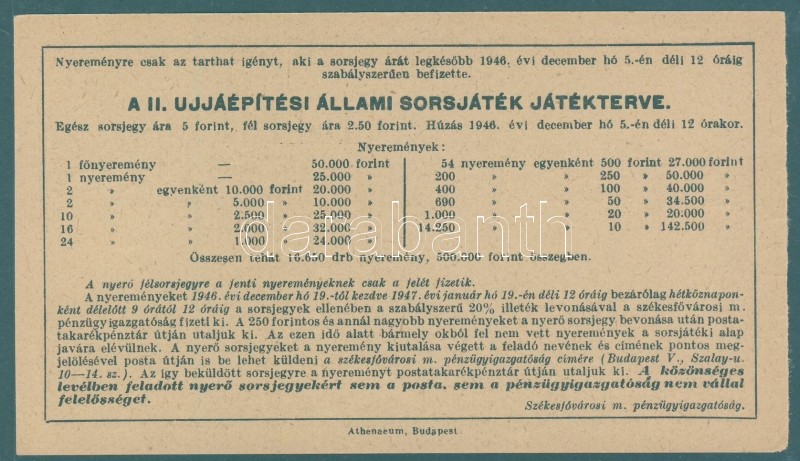 Nyereményre csak az tarthat igényt, aki a sorsjegy árát legkésőbb 1946. évi december hó 5.-én déli 12 óráig
szabályszerűen befizette.
A II. UJJÁÉPÍTÉSI ÁLLAMI SORSJÁTÉK JÁTÉKTERVE.
Egész sorsjegy ára 5 forint, fél sorsjegy ára 2.50 forint. Húzás 1946. évi december hó 5.-én déli 12 órakor.
Nyeremények:
1 főnyeremény — 50.000 forint 54 nyeremény egyenként 500 forint 27.000 forint
1 nyeremény — 25.000 » 200 » » 250 » 50.000 »
2 » egyenként 10.000 forint 20.000 » 400 » » 100 » 40.000 »
2 » » 5.000 » 10.000 » 690 » » 50 » 34.500 »
10 » » 2.500 » 25.000 » 1.000 » » 20 » 20.000 »
16 » » 2.000 » 32.000 » 14.250 » » 10 » 142.500 »
24 » » 1.000 » 24.000 »
Összesen tehát 16.650 drb nyeremény, 500.000 forint összegben.
A nyerő félsorsjegyre a fenti nyereményeknek csak a felét fizetik.
A nyereményeket 1946. évi december hó 19.-től kezdve 1947. évi január hó 19.-én déli 12 óráig bezárólag hétköznapon-
ként délelőtt 9 órától 12 óráig a sorsjegyek ellenében a szabályszerű 20% illeték levonásával a székesfővárosi m.
pénzügyigazgatóság fizeti ki. A 250 forintos és annál nagyobb nyereményeket a nyerő sorsjegy bevonása után posta-
takarékpénztár útján utaljuk ki. Az ezen idő alatt bármely okból fel nem vett nyeremények a sorsjátéki alap
javára elévülnek. A nyerő sorsjegyeket a nyeremény kiutalása végett a feladó nevének és címének pontos meg-
jelölésével posta útján is be lehet küldeni a székesfővárosi m. pénzügyigazgatóság címére (Budapest V., Szalay-u.
10—14. sz.). Az így beküldött sorsjegyre a nyereményt postatakarékpénztár útján utaljuk ki. A közönséges
levélben feladott nyerő sorsjegyekért sem a posta, sem a pénzügyigazgatóság nem vállal
felelősséget.
Székesfővárosi m. pénzügyigazgatóság.
Athenaeum, Budapest
darabanth